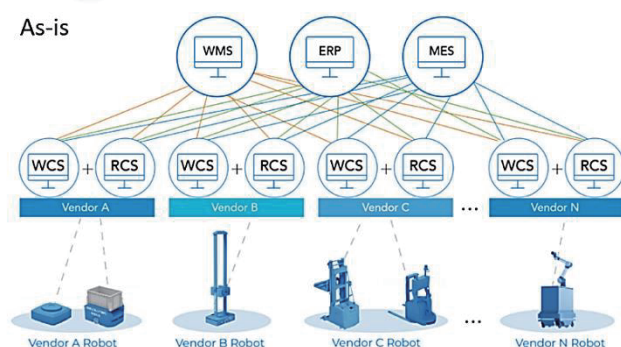 As-is
WMS ERP MES
WCS + RCS WCS + RCS WCS + RCS WCS + RCS
Vendor A Vendor B Vendor C ... Vendor N
...
Vendor A Robot Vendor B Robot Vendor C Robot Vendor N Robot